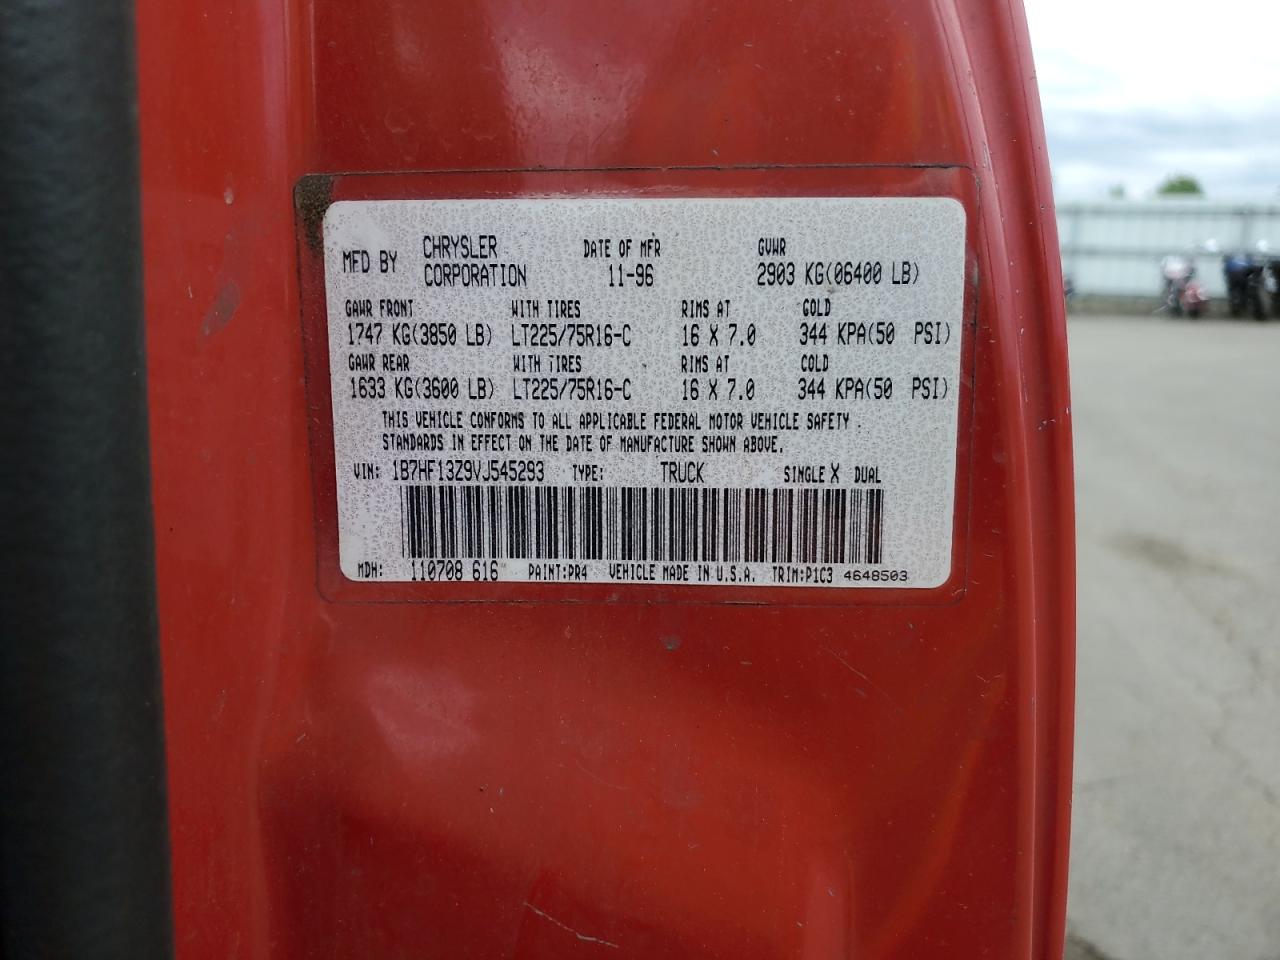 MFD BY CHRYSLER CORPORATION DATE OF MFR 11-96 GVWR 2903 KG(06400 LB)
GAWR FRONT WITH TIRES RIMS AT COLD
1747 KG(3850 LB) LT225/75R16-C 16 X 7.0 344 KPA(50 PSI)
GAWR REAR WITH TIRES RIMS AT COLD
1633 KG(3600 LB) LT225/75R16-C 16 X 7.0 344 KPA(50 PSI)
THIS VEHICLE CONFORMS TO ALL APPLICABLE FEDERAL MOTOR VEHICLE SAFETY
STANDARDS IN EFFECT ON THE DATE OF MANUFACTURE SHOWN ABOVE.
VIN: 1B7HF13Z9VJ545293 TYPE: TRUCK SINGLE X DUAL
MDH: 110708 616 PAINT:PR4 VEHICLE MADE IN U.S.A. TRIM:P1C3 4648503